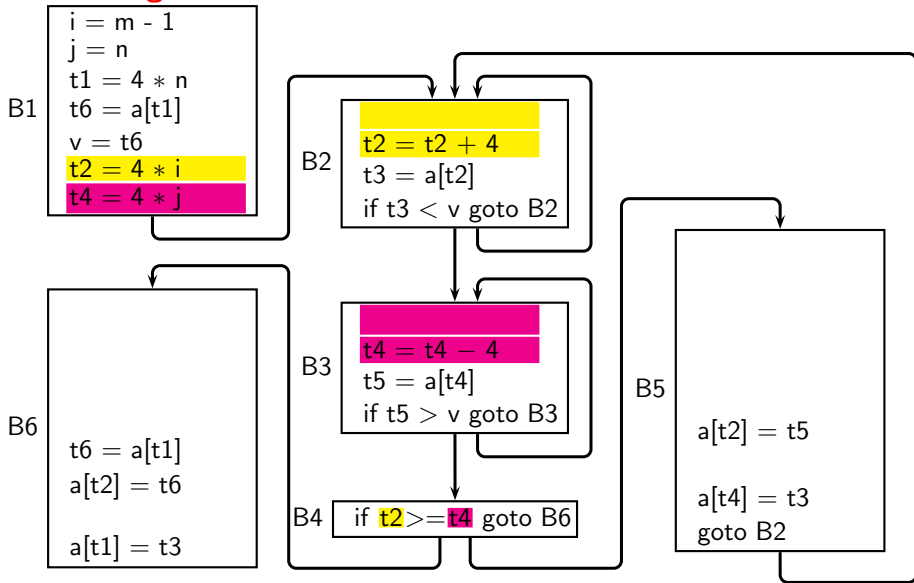 B1
i = m - 1
j = n
t1 = 4 ∗ n
t6 = a[t1]
v = t6
t2 = 4 ∗ i
t4 = 4 ∗ j
B2
t2 = t2 + 4
t3 = a[t2]
if t3 < v goto B2
B3
t4 = t4 − 4
t5 = a[t4]
if t5 > v goto B3
B4
if t2 >= t4 goto B6
B5
a[t2] = t5
a[t4] = t3
goto B2
B6
t6 = a[t1]
a[t2] = t6
a[t1] = t3